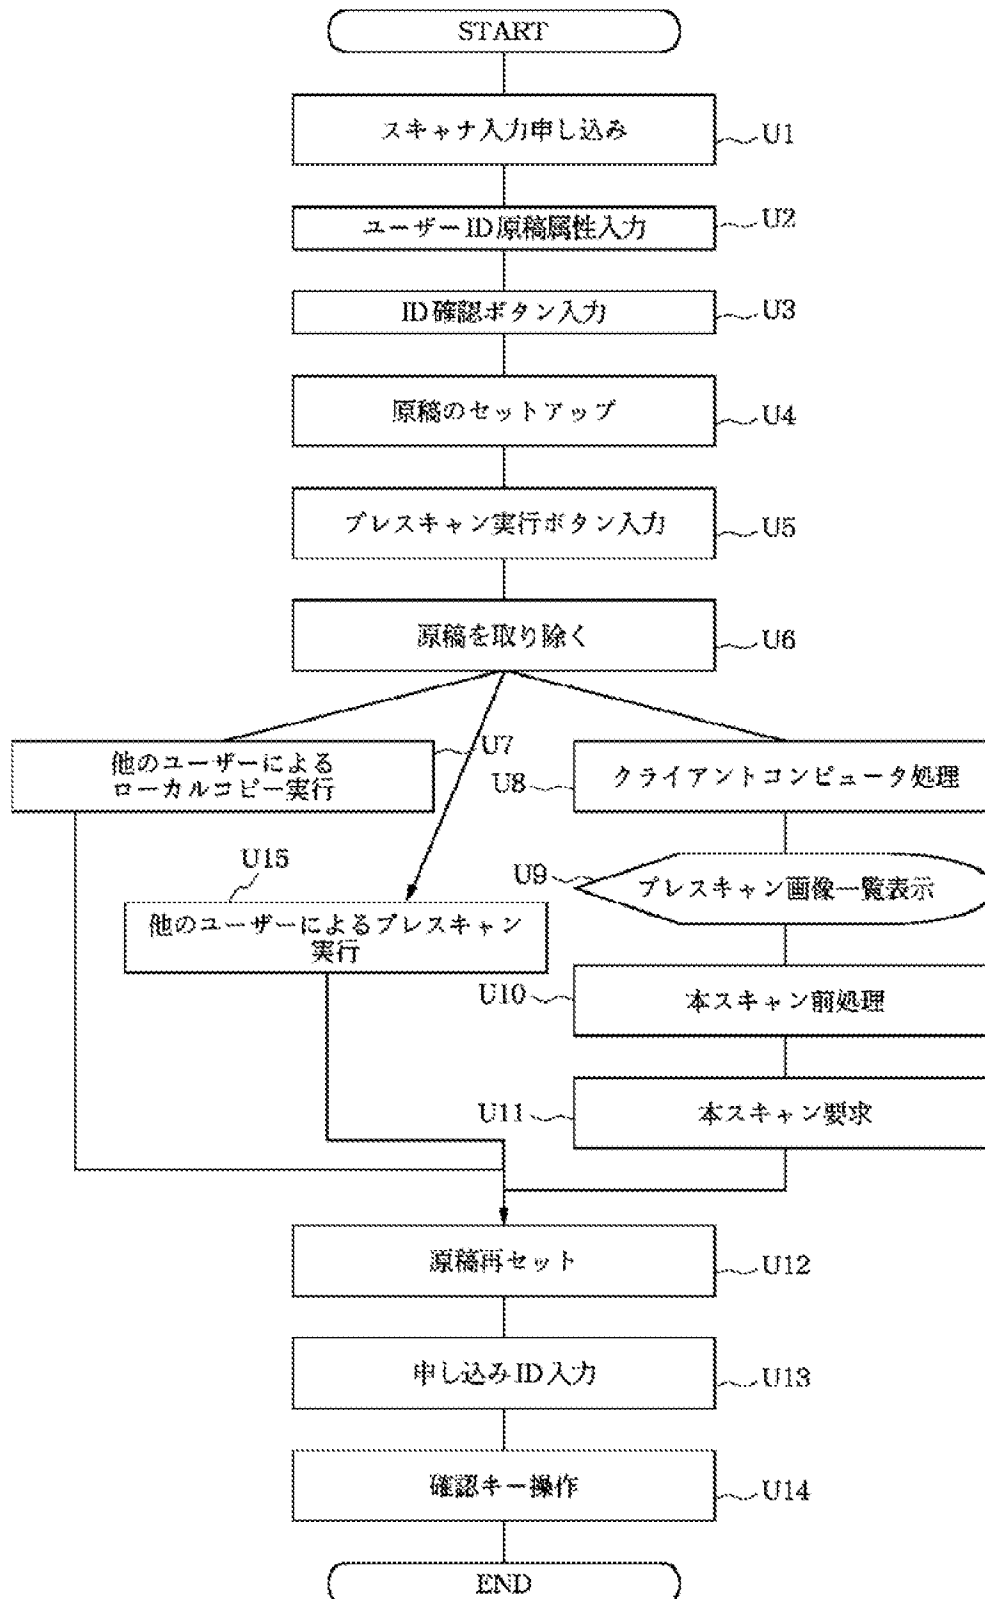 START
スキャナ入力申し込み
U1
ユーザーID原稿属性入力
U2
ID確認ボタン入力
U3
原稿のセットアップ
U4
プレスキャン実行ボタン入力
U5
原稿を取り除く
U6
他のユーザーによる
ローカルコピー実行
U7
U8
クライアントコンピュータ処理
U15
他のユーザーによるプレスキャン
実行
U9
プレスキャン画像一覧表示
U10
本スキャン前処理
U11
本スキャン要求
原稿再セット
U12
申し込みID入力
U13
確認キー操作
U14
END